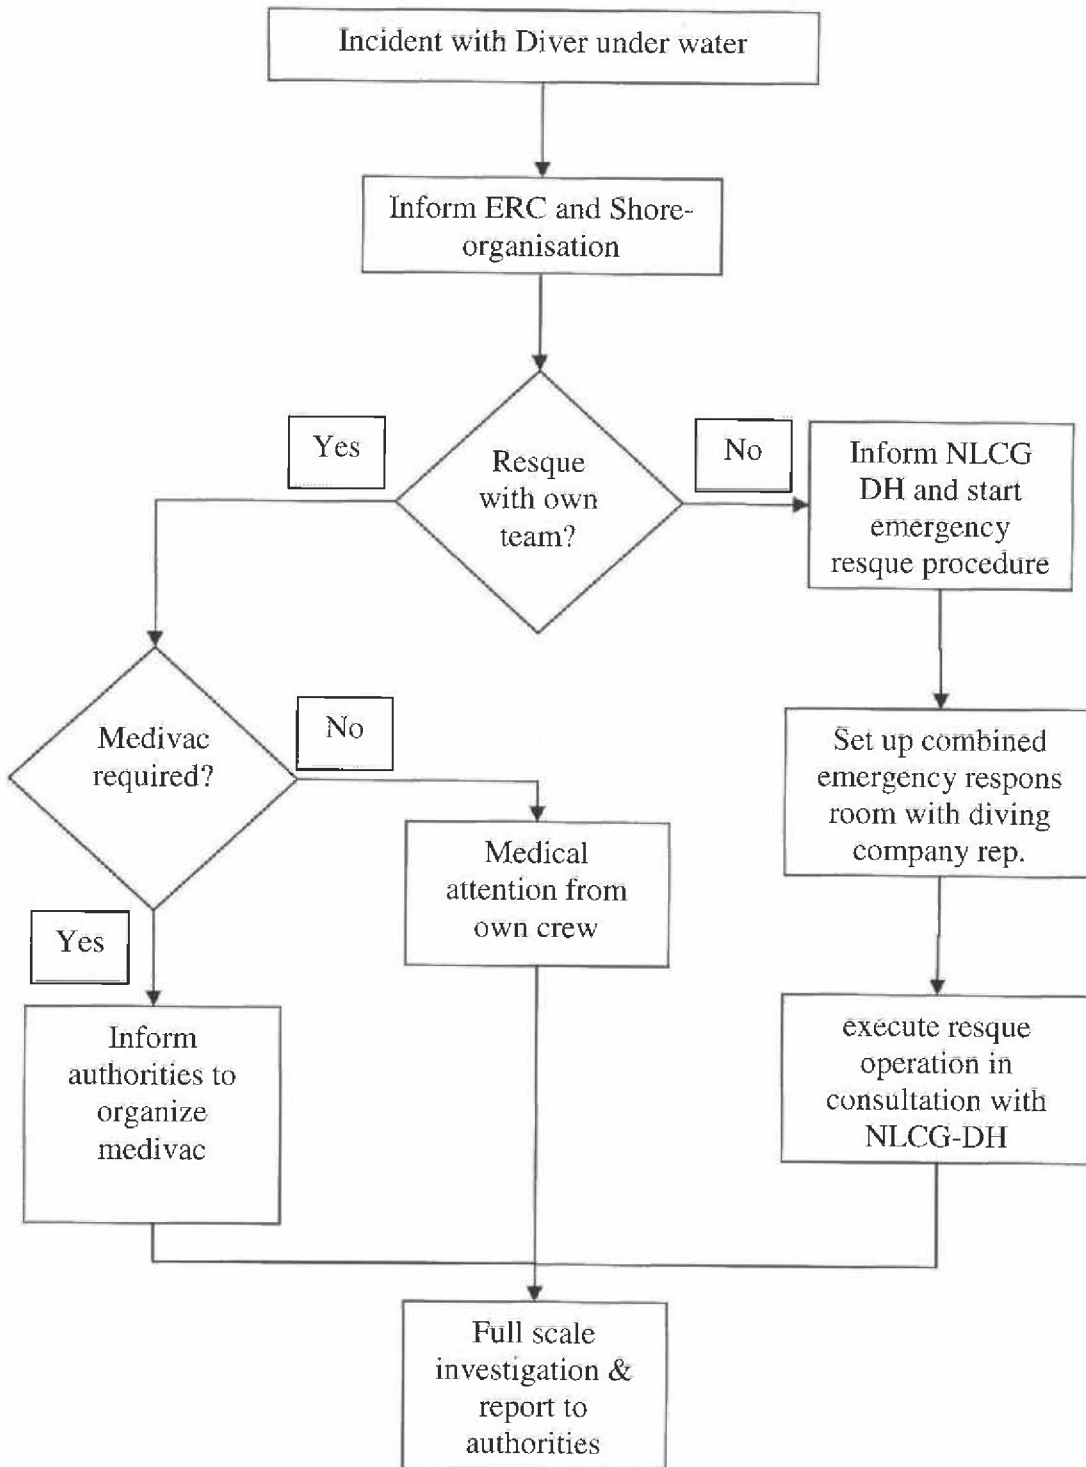 Incident with Diver under water
Inform ERC and Shore-
organisation
Yes
Resque
with own
team?
No
Inform NLCG
DH and start
emergency
resque procedure
Medivac
required?
No
Set up combined
emergency respons
room with diving
company rep.
Medical
attention from
own crew
Yes
Inform
authorities to
organize
medivac
execute resque
operation in
consultation with
NLCG-DH
Full scale
investigation &
report to
authorities